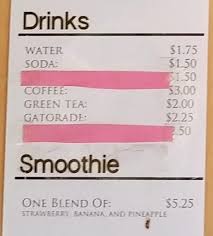 Drinks
WATER $1.75
SODA: $1.50
$1.50
COFFEE: $3.00
GREEN TEA: $2.00
GATORADE: $2.25
.50
Smoothie
ONE BLEND OF: $5.25
STRAWBERRY, BANANA, AND PINEAPPLE